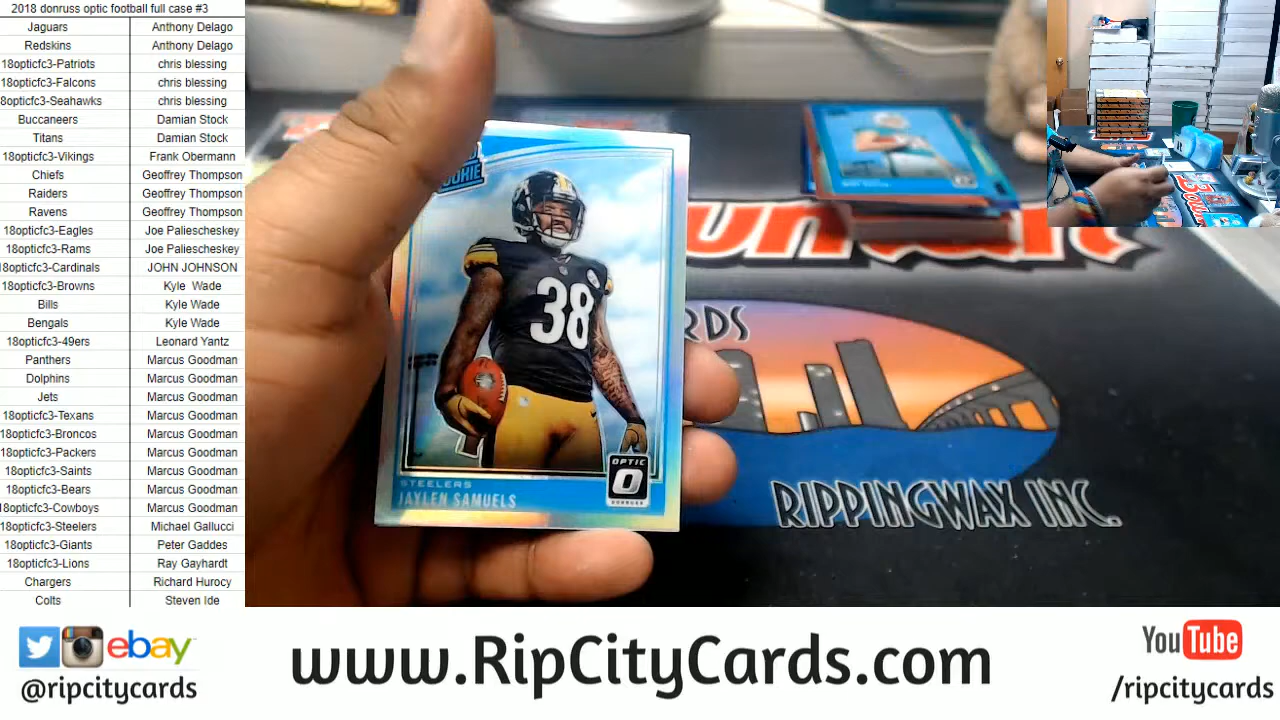 2018 donruss optic football full case #3
Jaguars Anthony Delago
Redskins Anthony Delago
18opticfc3-Patriots chris blessing
18opticfc3-Falcons chris blessing
8opticfc3-Seahawks chris blessing
Buccaneers Damian Stock
Titans Damian Stock
18opticfc3-Vikings Frank Obermann
Chiefs Geoffrey Thompson
Raiders Geoffrey Thompson
Ravens Geoffrey Thompson
18opticfc3-Eagles Joe Paliescheskey
18opticfc3-Rams Joe Paliescheskey
18opticfc3-Cardinals JOHN JOHNSON
18opticfc3-Browns Kyle Wade
Bills Kyle Wade
Bengals Kyle Wade
18opticfc3-49ers Leonard Yantz
Panthers Marcus Goodman
Dolphins Marcus Goodman
Jets Marcus Goodman
18opticfc3-Texans Marcus Goodman
18opticfc3-Broncos Marcus Goodman
18opticfc3-Packers Marcus Goodman
18opticfc3-Saints Marcus Goodman
18opticfc3-Bears Marcus Goodman
18opticfc3-Cowboys Marcus Goodman
18opticfc3-Steelers Michael Gallucci
18opticfc3-Giants Peter Gaddes
18opticfc3-Lions Ray Gayhardt
Chargers Richard Hurocy
Colts Steven Ide
38
OPTIC
DONRUSS
STEELERS
JAYLEN SAMUELS
RDS
RIPPINGWAX INC.
ebay
@ripcitycards
www.RipCityCards.com
YouTube
/ripcitycards